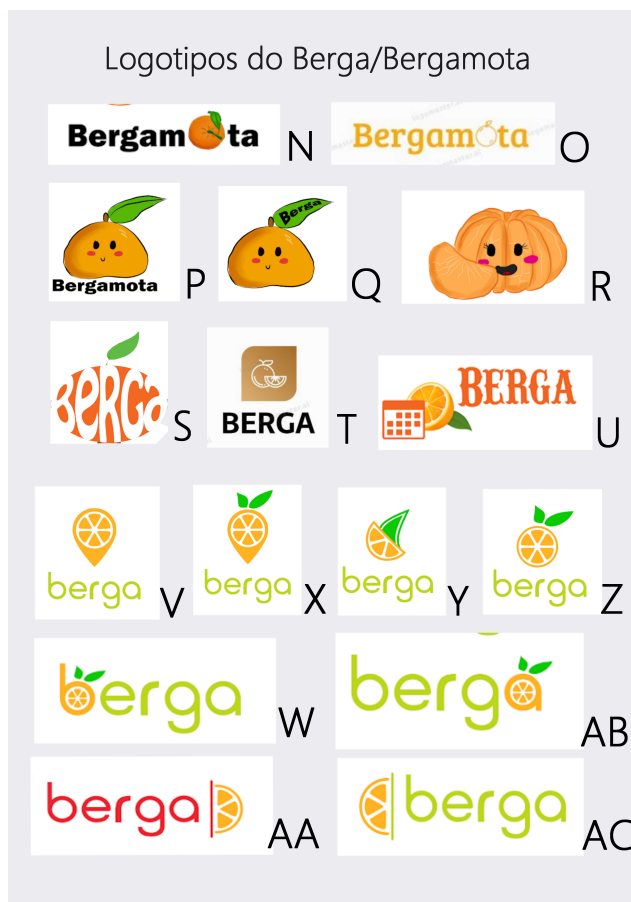 Logotipos do Berga/Bergamota
Bergam ta N
Bergam ta O
Bergamota P
Berga Q
R
BERGa S
BERGA T
BERGA U
berga V
berga X
berga Y
berga Z
berga W
berga AB
berga AA
berga AC